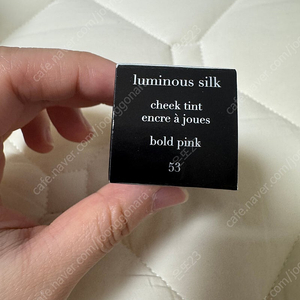 luminous silk
cheek tint
encre à joues
bold pink
53